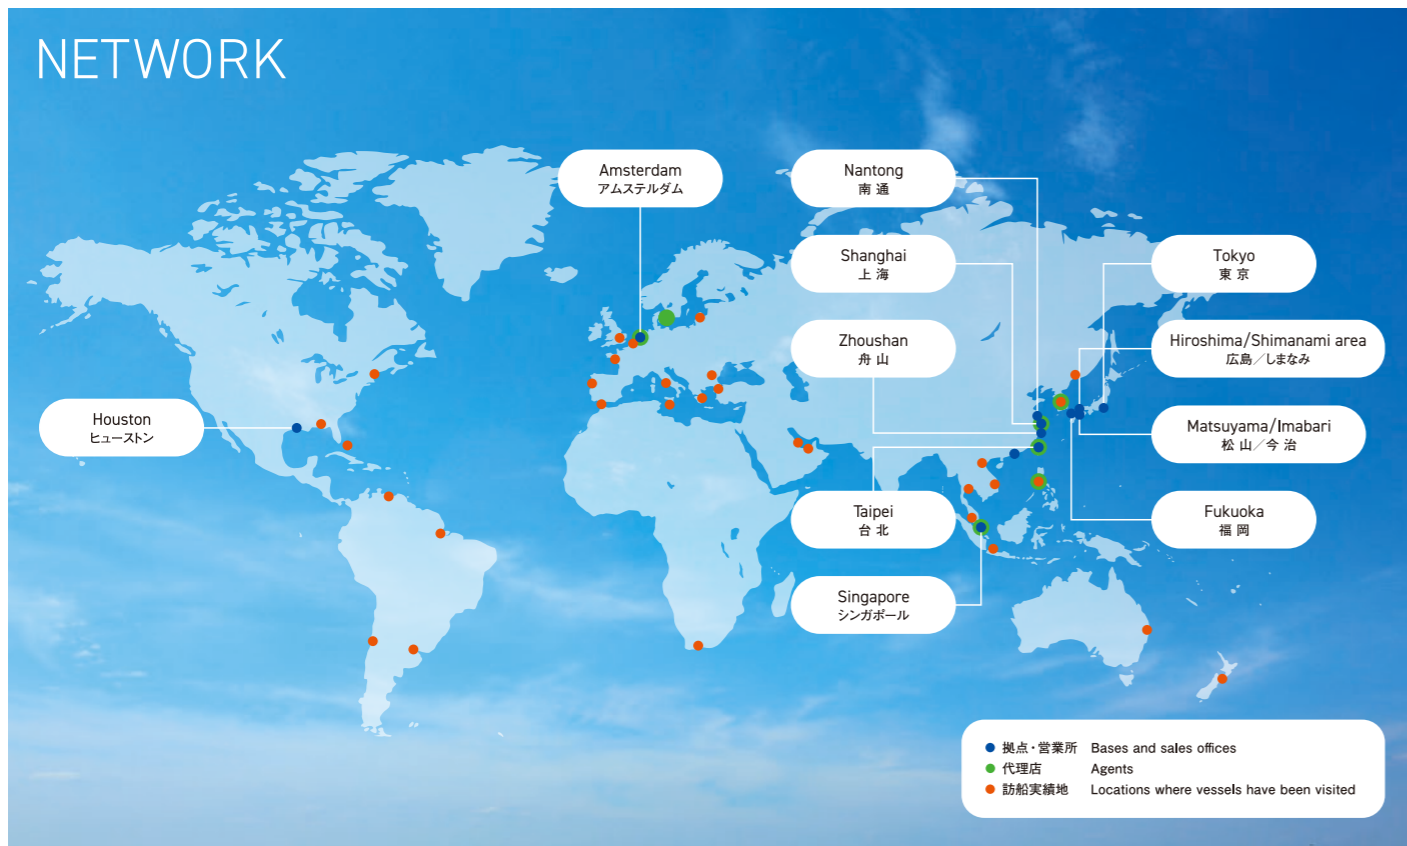 NETWORK
Amsterdam
アムステルダム
Nantong
南 通
Shanghai
上 海
Tokyo
東 京
Zhoushan
舟 山
Hiroshima/Shimanami area
広島／しまなみ
Houston
ヒューストン
Matsuyama/Imabari
松 山／今 治
Taipei
台 北
Fukuoka
福 岡
Singapore
シンガポール
拠点・営業所 Bases and sales offices
代理店 Agents
訪船実績地 Locations where vessels have been visited